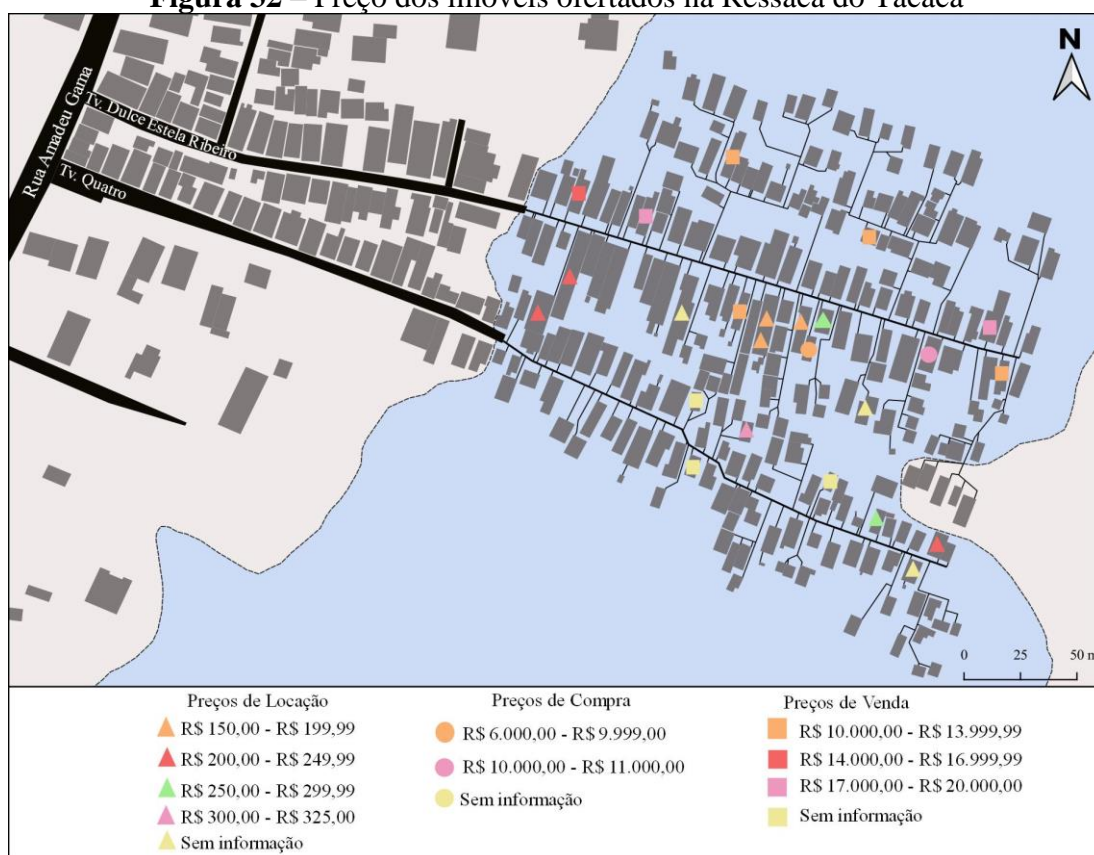 Figura 32 – Preço dos imóveis ofertados na Ressaca do Tacacá
N
Rua Amadeu Gama
Tv. Dulce Estela Ribeiro
Tv. Quatro
0 25 50 m
Preços de Locação
R$ 150,00 - R$ 199,99
R$ 200,00 - R$ 249,99
R$ 250,00 - R$ 299,99
R$ 300,00 - R$ 325,00
Sem informação
Preços de Compra
R$ 6.000,00 - R$ 9.999,00
R$ 10.000,00 - R$ 11.000,00
Sem informação
Preços de Venda
R$ 10.000,00 - R$ 13.999,99
R$ 14.000,00 - R$ 16.999,99
R$ 17.000,00 - R$ 20.000,00
Sem informação